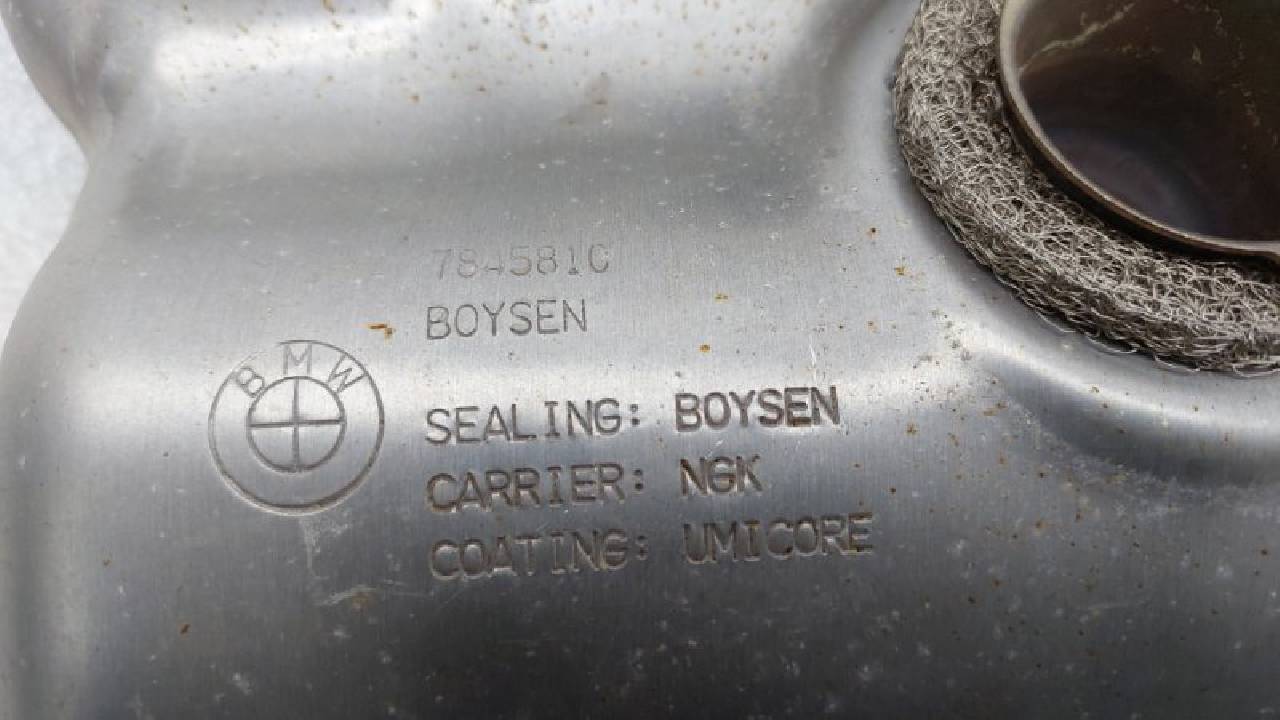 7845810
BOYSEN
BMW
SEALING: BOYSEN
CARRIER: NGK
COATING: UMICORE